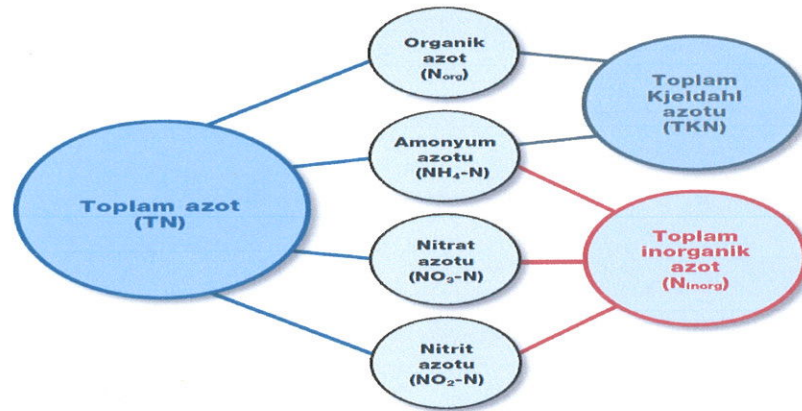 Toplam azot
(TN)
Organik
azot
(Norg)
Amonyum
azotu
(NH₄-N)
Nitrat
azotu
(NO₃-N)
Nitrit
azotu
(NO₂-N)
Toplam
Kjeldahl
azotu
(TKN)
Toplam
inorganik
azot
(Ninorg)